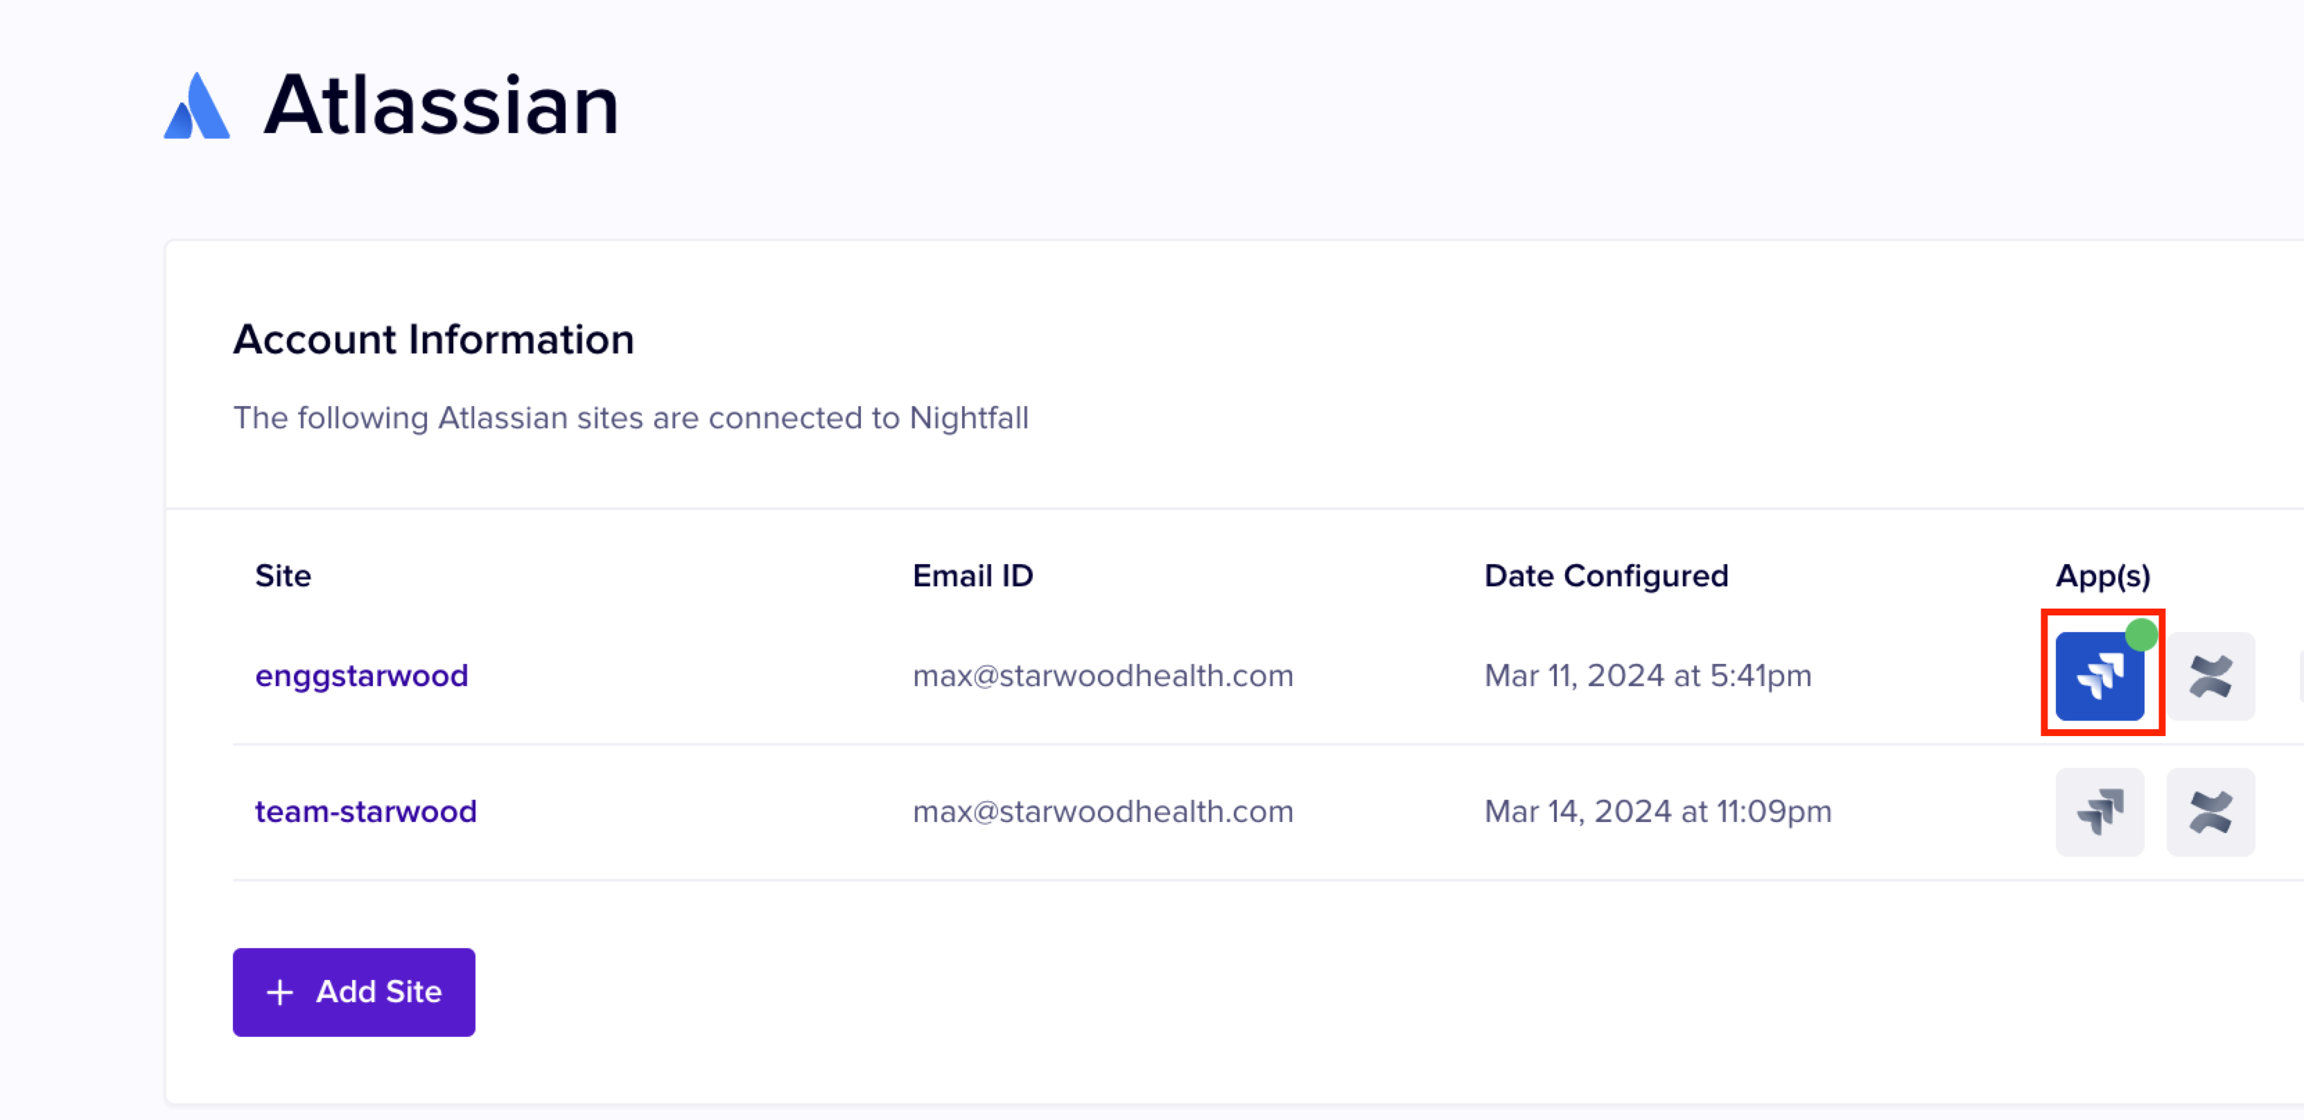 Atlassian
Account Information
The following Atlassian sites are connected to Nightfall
Site Email ID Date Configured App(s)
enggstarwood max@starwoodhealth.com Mar 11, 2024 at 5:41pm
team-starwood max@starwoodhealth.com Mar 14, 2024 at 11:09pm
+ Add Site